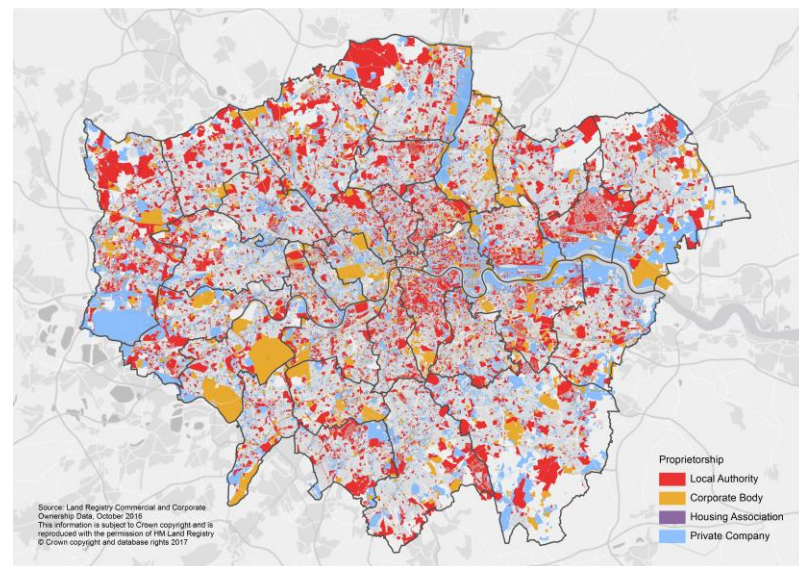 Proprietorship
Local Authority
Corporate Body
Housing Association
Private Company
Source: Land Registry Commercial and Corporate
Ownership Data, October 2016
This information is subject to Crown copyright and is
reproduced with the permission of HM Land Registry
© Crown copyright and database rights 2017